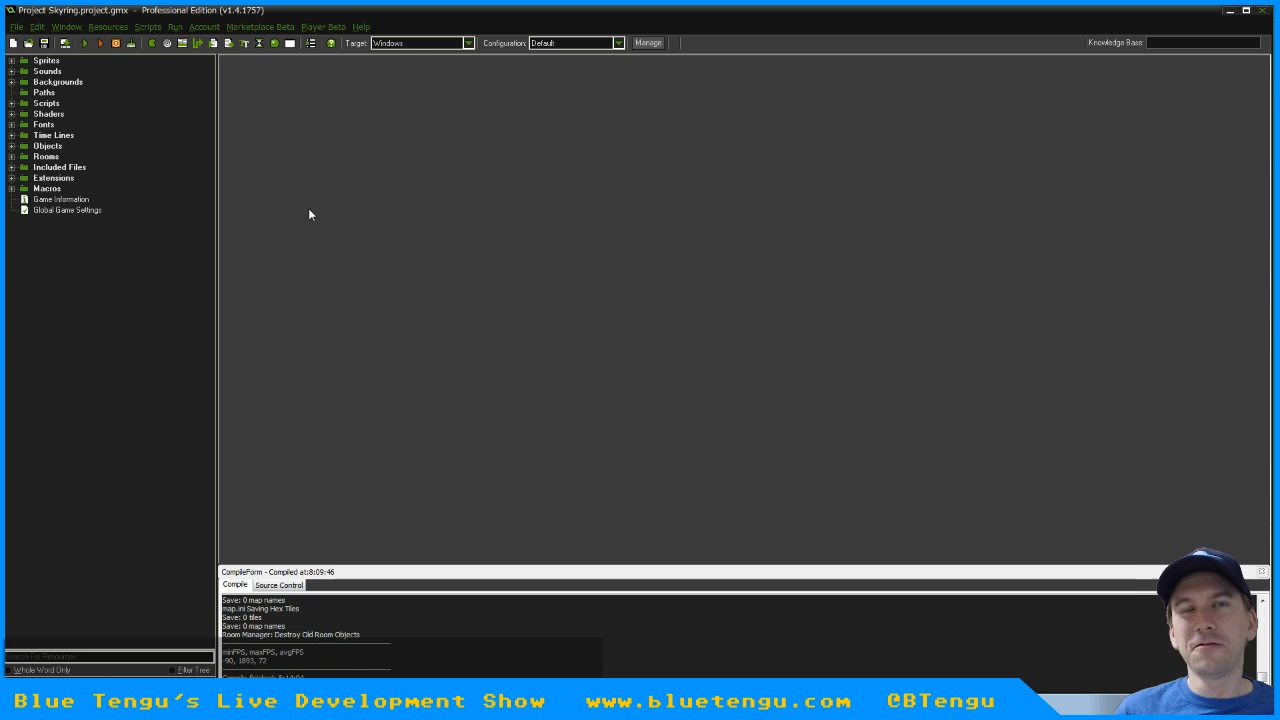 Project Skyring.project.gmx - Professional Edition (v1.4.1757)
File Edit Window Resources Scripts Run Account Marketplace Beta Player Beta Help
Target: Windows Configuration: Default Manage Knowledge Base:
Sprites
Sounds
Backgrounds
Paths
Scripts
Shaders
Fonts
Time Lines
Objects
Rooms
Included Files
Extensions
Macros
Game Information
Global Game Settings
CompileForm - Compiled at:8:09:46
Compile Source Control
Save: 0 map names
map.ini Saving Hex Tiles
Save: 0 tiles
Save: 0 map names
Room Manager: Destroy Old Room Objects
minFPS, maxFPS, avgFPS
-90, 1893, 72
Search For Resources
Whole Word Only Filter Tree
Blue Tengu's Live Development Show www.bluetengu.com @BTengu